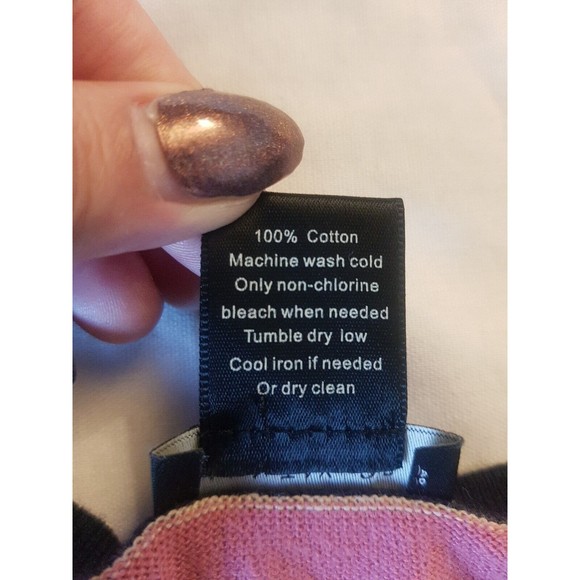 100% Cotton
Machine wash cold
Only non-chlorine
bleach when needed
Tumble dry low
Cool iron if needed
Or dry clean